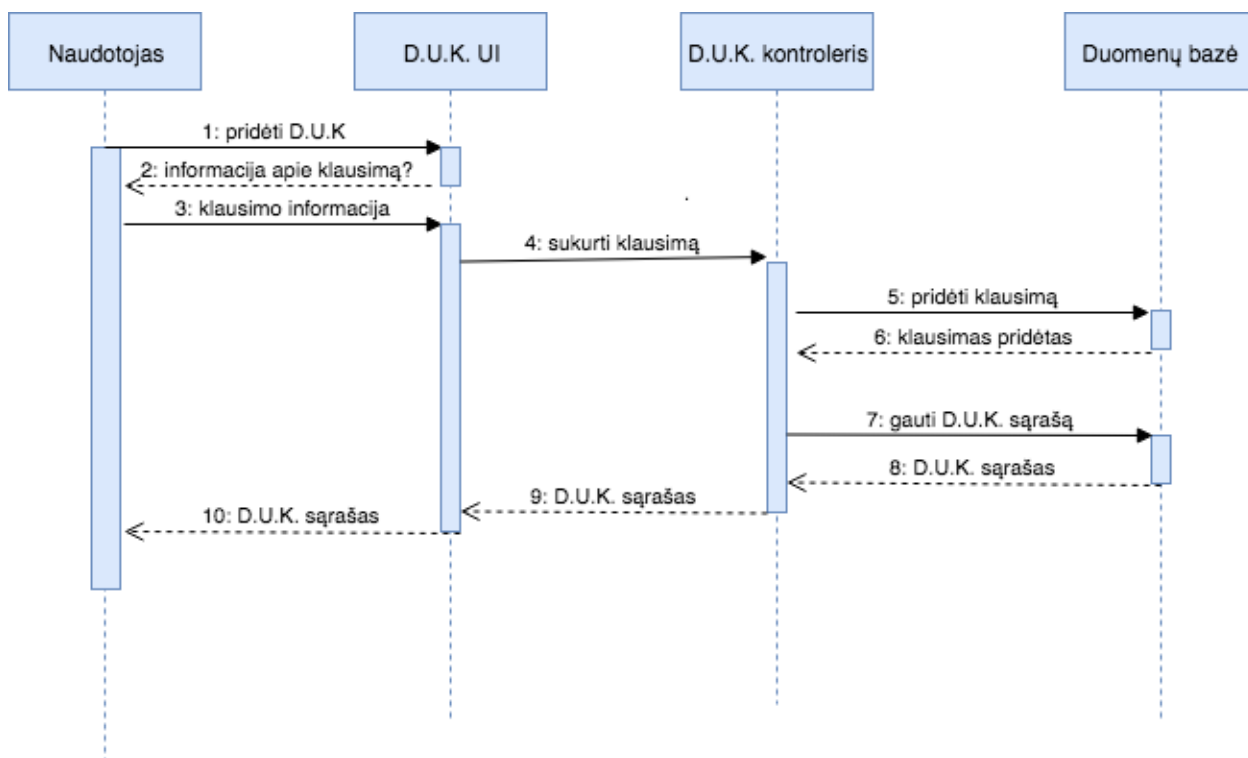 Naudotojas
D.U.K. UI
D.U.K. kontroleris
Duomenų bazė
1: pridėti D.U.K
2: informacija apie klausimą?
3: klausimo informacija
4: sukurti klausimą
5: pridėti klausimą
6: klausimas pridėtas
7: gauti D.U.K. sąrašą
8: D.U.K. sąrašas
9: D.U.K. sąrašas
10: D.U.K. sąrašas